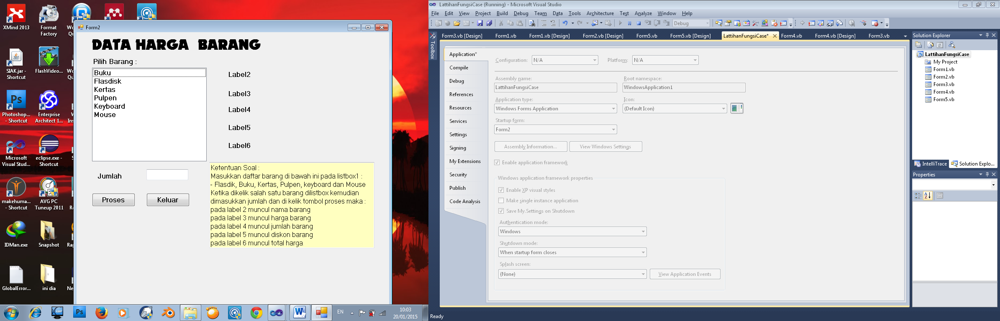 XMind 2013
Format
Factory
SIAK.jar -
Shortcut
FlashVideo...
Photoshop...
- Shortcut
Enterprise
Architect 1...
Microsoft
Visual Stud...
eclipse.exe -
Shortcut
makehuma...
- Shortcut
AVG PC
Tuneup 2011
IDMan.exe
Snapshot
GlobalError...
ini dia
Form2
DATA HARGA BARANG
Pilih Barang :
Buku
Flasdisk
Kertas
Pulpen
Keyboard
Mouse
Label2
Label3
Label4
Label5
Label6
Jumlah
Proses
Keluar
Ketentuan Soal :
Masukkan daftar barang di bawah ini pada listbox1 :
- Flasdik, Buku, Kertas, Pulpen, keyboard dan Mouse
Ketika dikelik salah satu barang dilistbox kemudian
dimasukkan jumlah dan di kelik tombol proses maka :
pada label 2 muncul nama barang
pada label 3 muncul harga barang
pada label 4 muncul jumlah barang
pada label 5 muncul diskon barang
pada label 6 muncul total harga
EN
10:03
20/01/2015
LattihanFungsiCase (Running) - Microsoft Visual Studio
File Edit View Project Build Debug Team Data Tools Architecture Test Analyze Window Help
Debug
Toolbox
Form3.vb [Design] Form1.vb Form1.vb [Design] Form2.vb [Design] Form5.vb Form5.vb [Design] LattihanFungsiCase* Form4.vb Form4.vb [Design] Form3.vb
Application*
Compile
Debug
References
Resources
Services
Settings
Signing
My Extensions
Security
Publish
Code Analysis
Configuration: N/A Platform: N/A
Assembly name: Root namespace:
LattihanFungsiCase WindowsApplication1
Application type: Icon:
Windows Forms Application (Default Icon)
Startup form:
Form2
Assembly Information... View Windows Settings
Enable application framework
Windows application framework properties
Enable XP visual styles
Make single instance application
Save My.Settings on Shutdown
Authentication mode:
Windows
Shutdown mode:
When startup form closes
Splash screen:
(None) View Application Events
Solution Explorer
LattihanFungsiCase
My Project
Form1.vb
Form2.vb
Form3.vb
Form4.vb
Form5.vb
IntelliTrace Solution Explo...
Properties
Ready